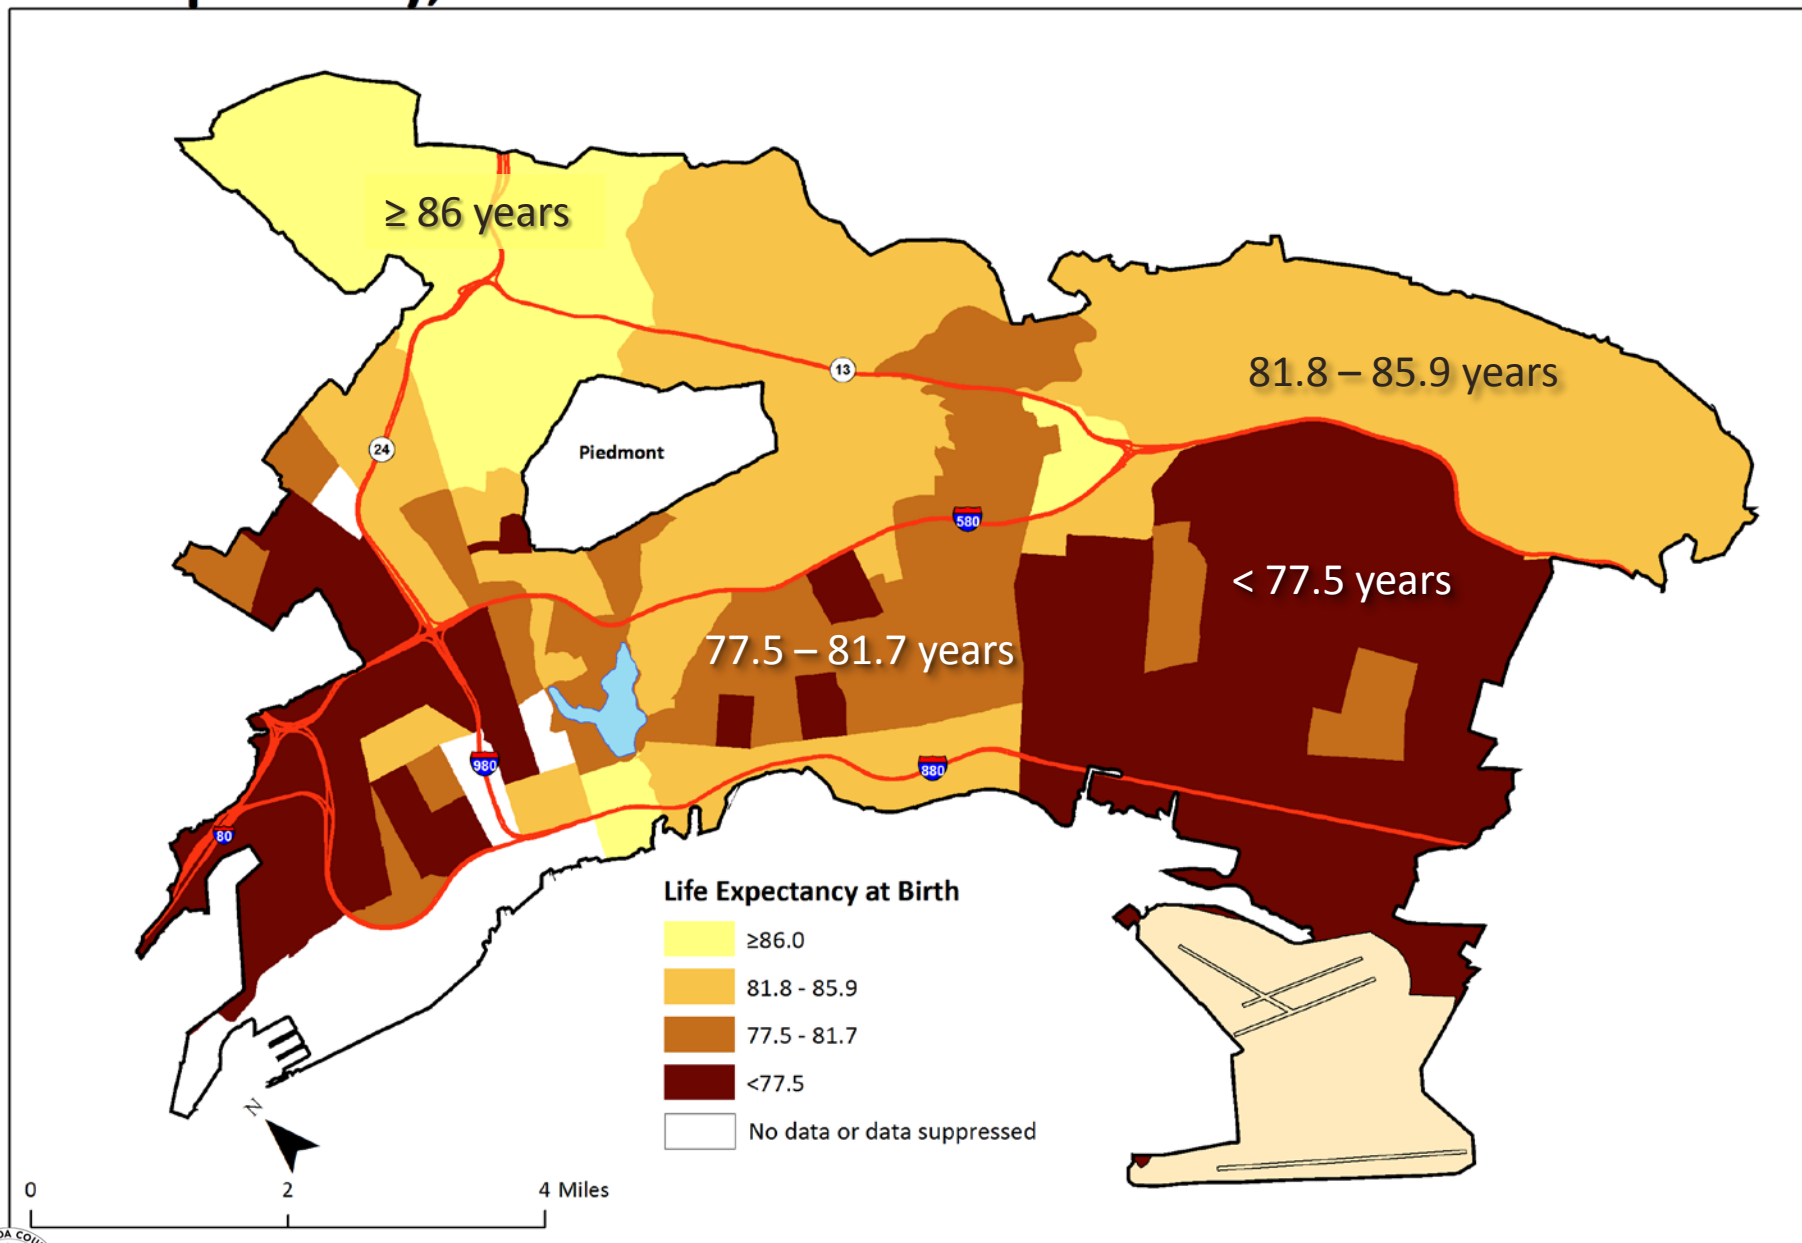 ≥ 86 years
13
81.8 – 85.9 years
24
Piedmont
580
< 77.5 years
77.5 – 81.7 years
980
880
80
Life Expectancy at Birth
≥86.0
81.8 - 85.9
77.5 - 81.7
<77.5
No data or data suppressed
N
0 2 4 Miles